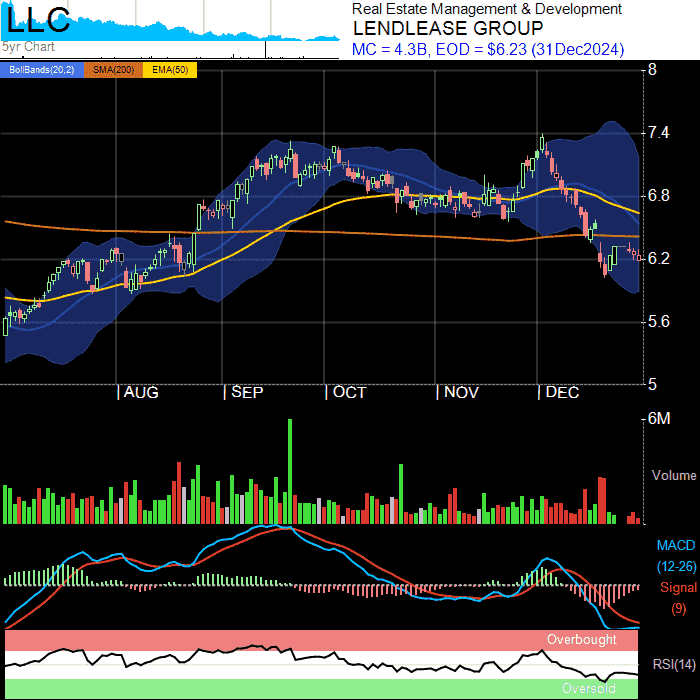 LLC
5yr Chart
Real Estate Management & Development
LENDLEASE GROUP
MC = 4.3B, EOD = $6.23 (31Dec2024)
BollBands(20,2) SMA(200) EMA(50)
8
7.4
6.8
6.2
5.6
5
| AUG | SEP | OCT | NOV | DEC
6M
Volume
MACD
(12-26)
Signal
(9)
Overbought
RSI(14)
Oversold